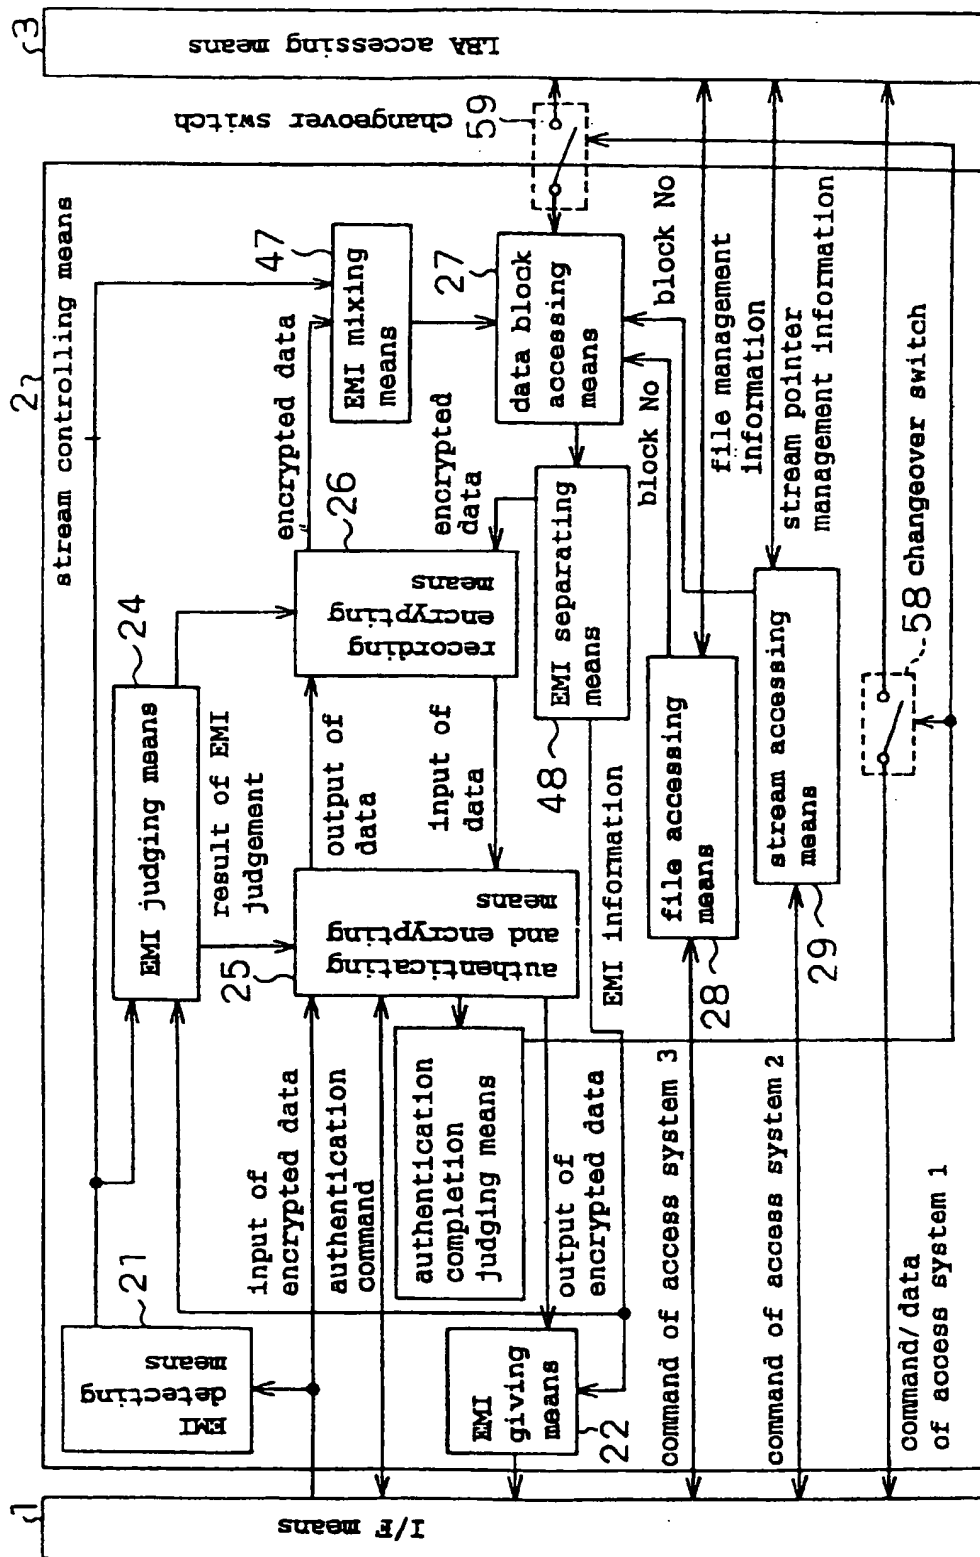 1
I/F means
2
stream controlling means
3
LBA accessing means
21
EMI
detecting
means
24
EMI judging means
result of EMI
judgement
25
authenticating
and encrypting
means
input of
encrypted data
authentication
command
output of
data
input of
data
26
recording
encrypting
means
encrypted data
encrypted
data
47
EMI mixing
means
27
data block
accessing
means
changeover switch
59
authentication
completion
judging means
output of
encrypted data
EMI
giving
means
22
48
EMI separating
means
EMI information
block No
block No
file management
information
stream pointer
management information
28
file accessing
means
command of access system 3
29
stream accessing
means
command of access system 2
58 changeover switch
command/data
of access system 1